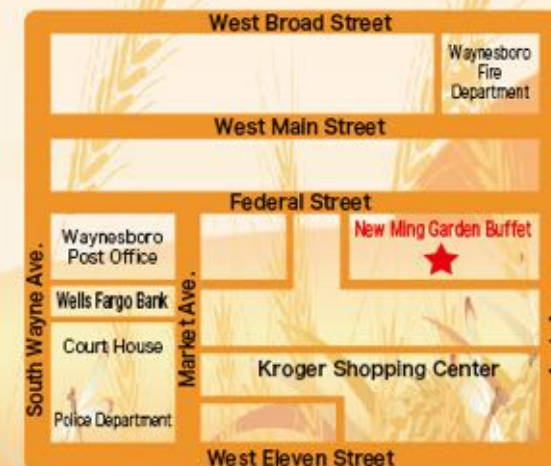 West Broad Street
Waynesboro
Fire
Department
West Main Street
Federal Street
Waynesboro
Post Office
New Ming Garden Buffet
South Wayne Ave.
Market Ave.
Wells Fargo Bank
Court House
Kroger Shopping Center
Police Department
West Eleven Street